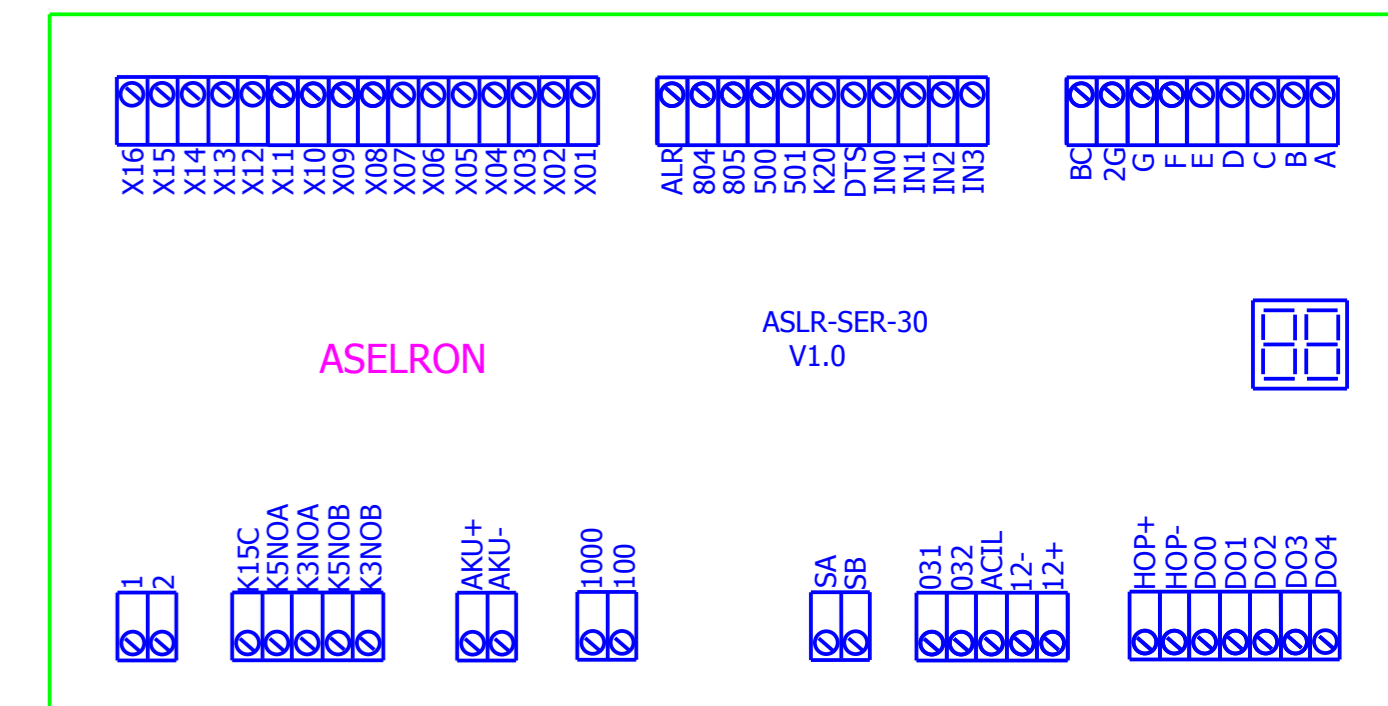 X16
X15
X14
X13
X12
X11
X10
X09
X08
X07
X06
X05
X04
X03
X02
X01
ALR
804
805
500
501
K20
DTS
IN0
IN1
IN2
IN3
BC
2G
G
F
E
D
C
B
A
ASELRON
ASLR-SER-30
V1.0
88
1
2
K15C
K5NOA
K3NOA
K5NOB
K3NOB
AKU+
AKU-
1000
100
SA
SB
031
032
ACIL
12-
12+
HOP+
HOP-
DO0
DO1
DO2
DO3
DO4